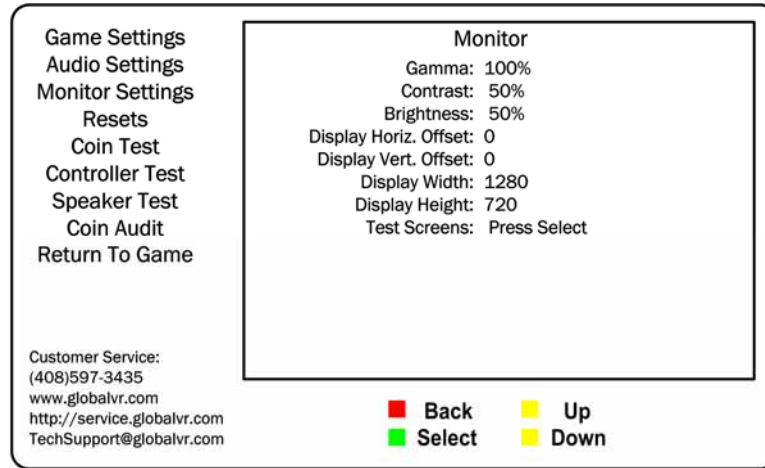 Game Settings
Audio Settings
Monitor Settings
Resets
Coin Test
Controller Test
Speaker Test
Coin Audit
Return To Game
Customer Service:
(408)597-3435
www.globalvr.com
http://service.globalvr.com
TechSupport@globalvr.com
Monitor
Gamma: 100%
Contrast: 50%
Brightness: 50%
Display Horiz. Offset: 0
Display Vert. Offset: 0
Display Width: 1280
Display Height: 720
Test Screens: Press Select
Back Up
Select Down